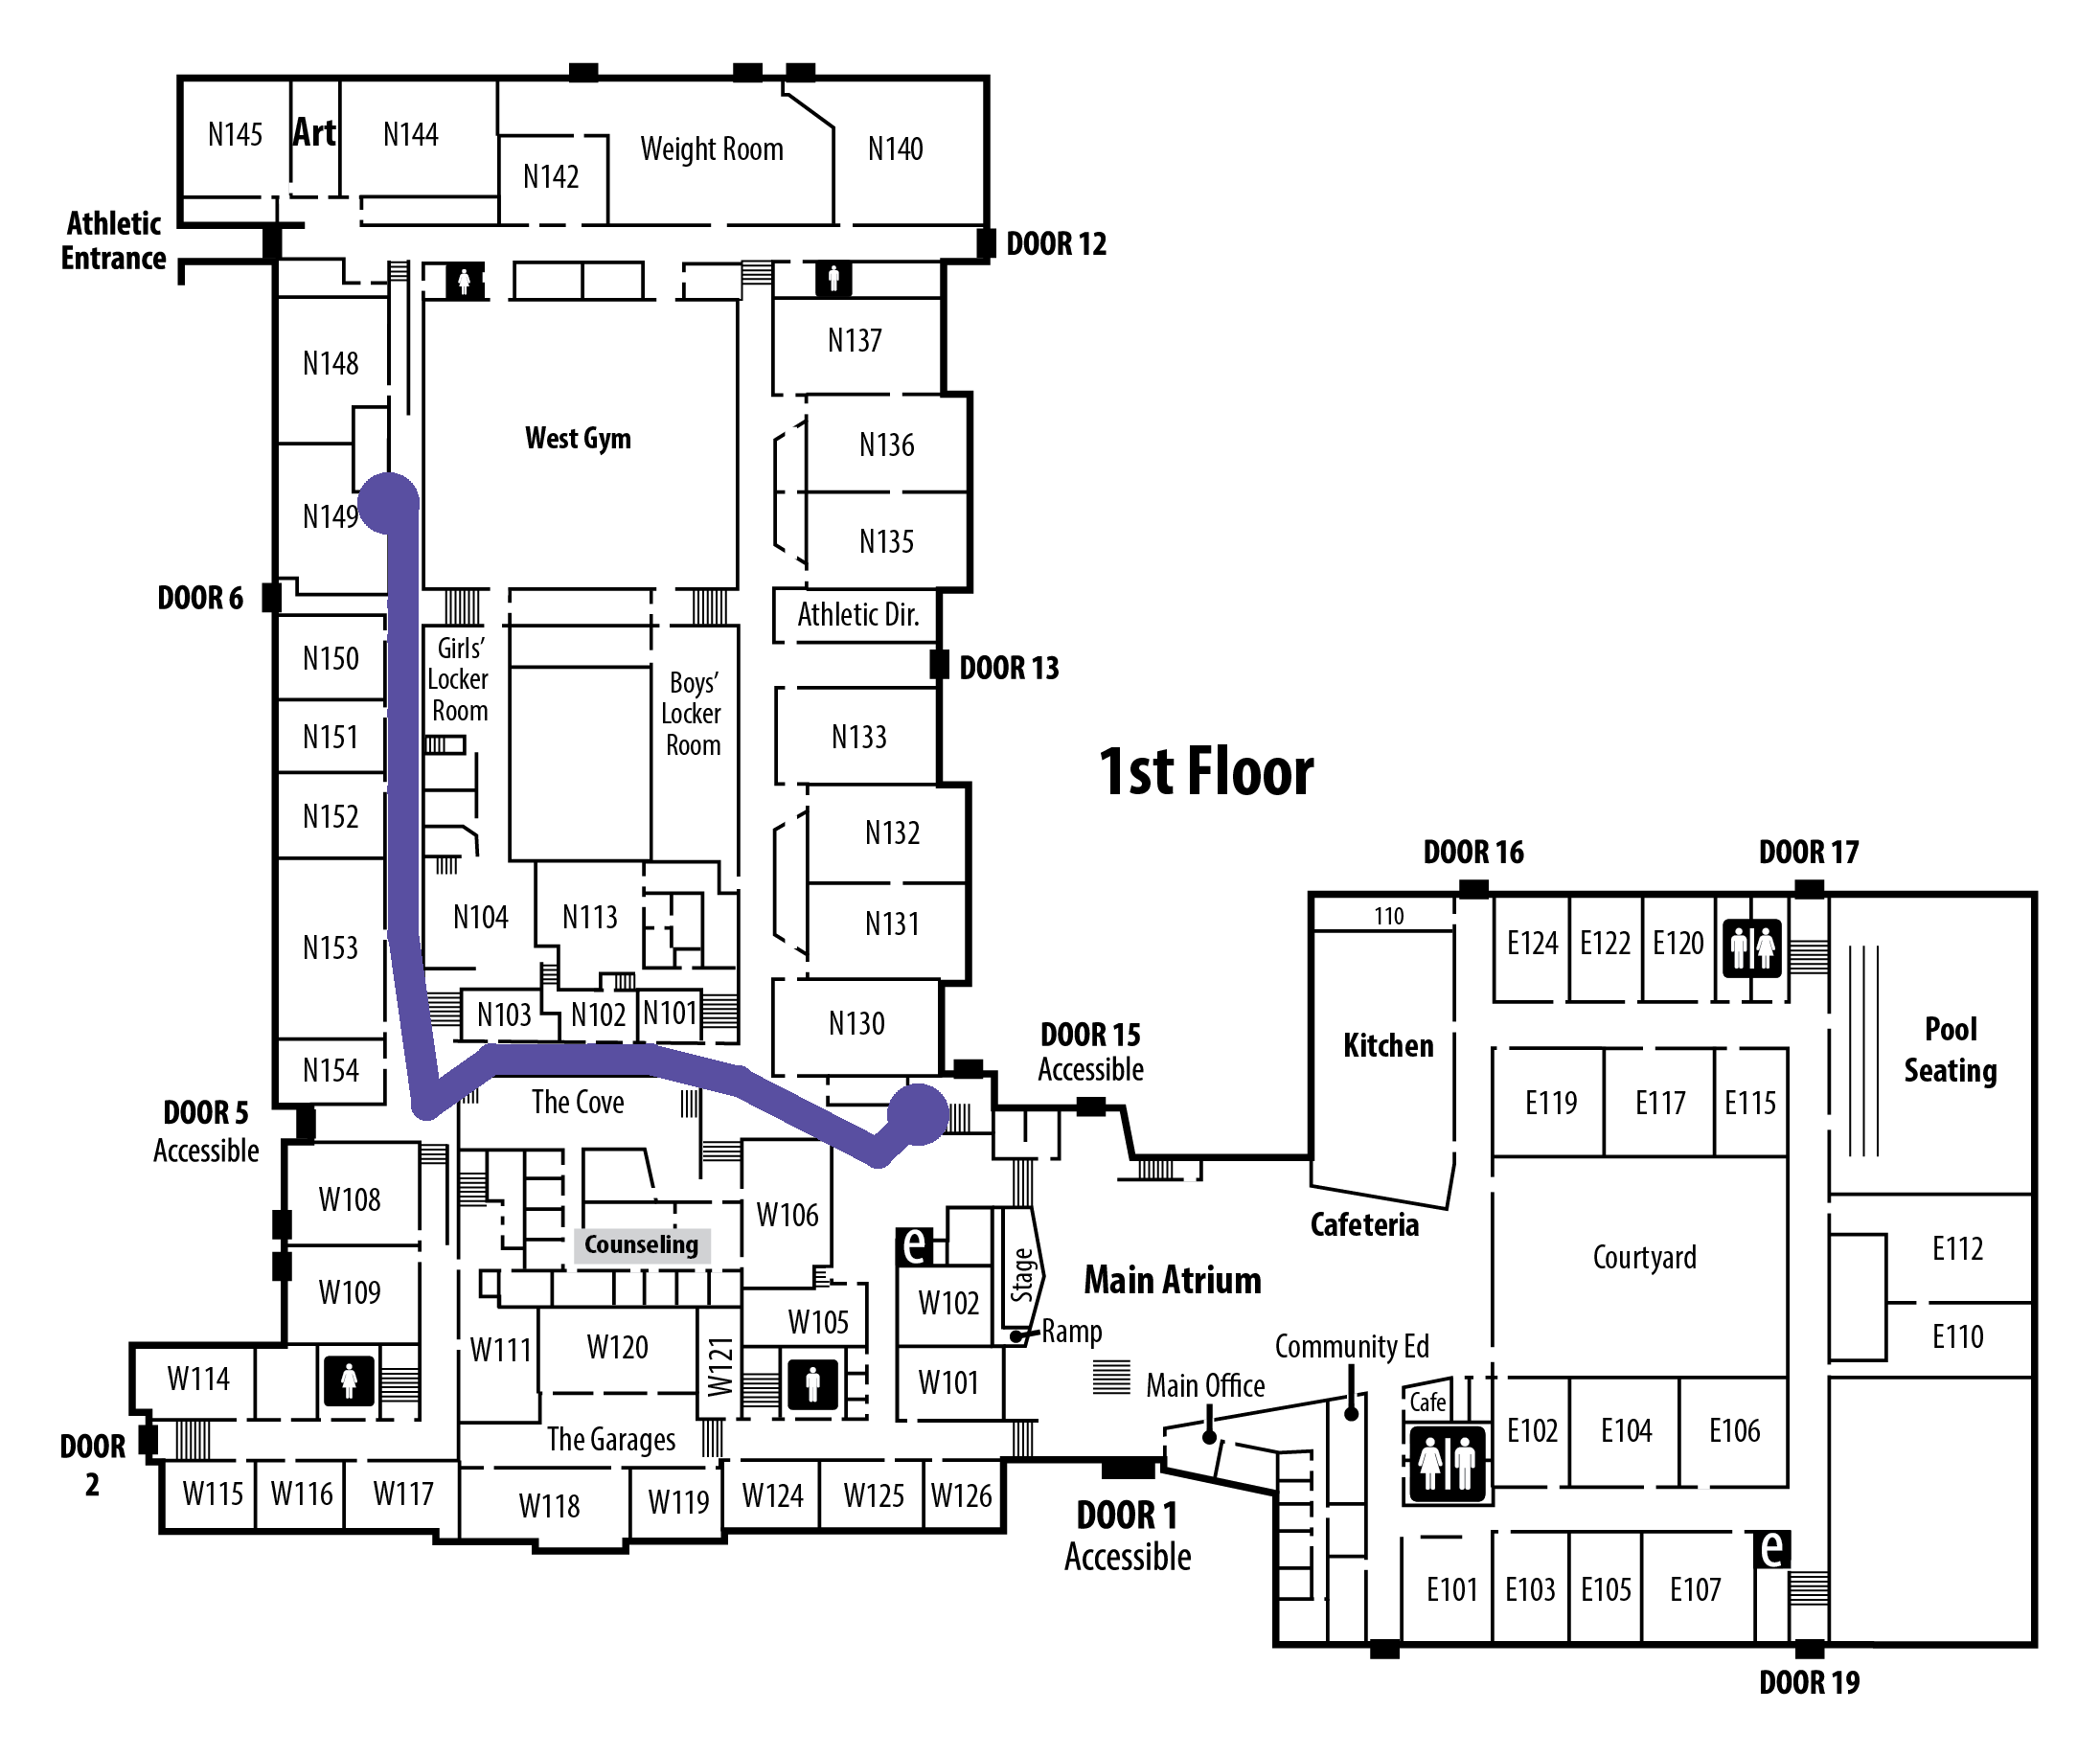 N145
Art
N144
N142
Weight Room
N140
Athletic
Entrance
DOOR 12
N148
N137
West Gym
N136
N149
N135
DOOR 6
Athletic Dir.
N150
Girls'
Locker
Room
DOOR 13
Boys'
Locker
Room
N151
N133
1st Floor
N152
N132
DOOR 16
DOOR 17
N104
N113
N131
110
E124
E122
E120
N153
N103
N102
N101
N130
DOOR 15
Accessible
Kitchen
Pool
Seating
N154
The Cove
E119
E117
E115
DOOR 5
Accessible
W108
W106
Cafeteria
Counseling
e
Courtyard
E112
W109
Stage
Main Atrium
W102
W105
Ramp
E110
W111
W120
W121
Community Ed
W114
W101
Main Office
Cafe
The Garages
E102
E104
E106
DOOR
2
W115
W116
W117
W118
W119
W124
W125
W126
DOOR 1
Accessible
e
E101
E103
E105
E107
DOOR 19